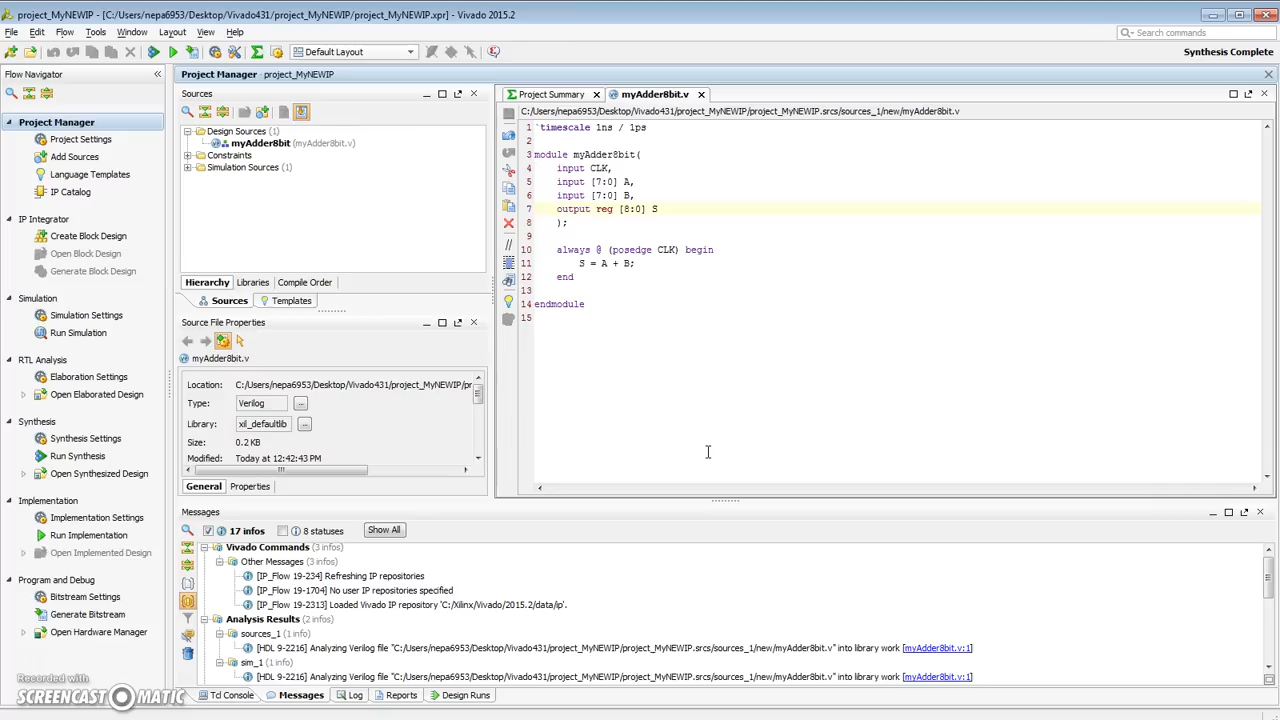 project_MyNEWIP - [C:/Users/nepa6953/Desktop/Vivado431/project_MyNEWIP/project_MyNEWIP.xpr] - Vivado 2015.2
File Edit Flow Tools Window Layout View Help
Search commands
Default Layout
Synthesis Complete
Flow Navigator
Project Manager - project_MyNEWIP
Project Manager
Project Settings
Add Sources
Language Templates
IP Catalog
IP Integrator
Create Block Design
Open Block Design
Generate Block Design
Simulation
Simulation Settings
Run Simulation
RTL Analysis
Elaboration Settings
Open Elaborated Design
Synthesis
Synthesis Settings
Run Synthesis
Open Synthesized Design
Implementation
Implementation Settings
Run Implementation
Open Implemented Design
Program and Debug
Bitstream Settings
Generate Bitstream
Open Hardware Manager
Sources
Design Sources (1)
myAdder8bit (myAdder8bit.v)
Constraints
Simulation Sources (1)
Hierarchy Libraries Compile Order
Sources Templates
Source File Properties
myAdder8bit.v
Location: C:/Users/nepa6953/Desktop/Vivado431/project_MyNEWIP/pr
Type: Verilog
Library: xil_defaultlib
Size: 0.2 KB
Modified: Today at 12:42:43 PM
General Properties
Project Summary myAdder8bit.v
C:/Users/nepa6953/Desktop/Vivado431/project_MyNEWIP/project_MyNEWIP.srcs/sources_1/new/myAdder8bit.v
1 `timescale 1ns / 1ps
2
3 module myAdder8bit(
4 input CLK,
5 input [7:0] A,
6 input [7:0] B,
7 output reg [8:0] S
8 );
9
10 always @ (posedge CLK) begin
11 S = A + B;
12 end
13
14 endmodule
15
Messages
17 infos 8 statuses Show All
Vivado Commands (3 infos)
Other Messages (3 infos)
[IP_Flow 19-234] Refreshing IP repositories
[IP_Flow 19-1704] No user IP repositories specified
[IP_Flow 19-2313] Loaded Vivado IP repository 'C:/Xilinx/Vivado/2015.2/data/ip'.
Analysis Results (2 infos)
sources_1 (1 info)
[HDL 9-2216] Analyzing Verilog file "C:/Users/nepa6953/Desktop/Vivado431/project_MyNEWIP/project_MyNEWIP.srcs/sources_1/new/myAdder8bit.v" into library work [myAdder8bit.v:1]
sim_1 (1 info)
[HDL 9-2216] Analyzing Verilog file "C:/Users/nepa6953/Desktop/Vivado431/project_MyNEWIP/project_MyNEWIP.srcs/sources_1/new/myAdder8bit.v" into library work [myAdder8bit.v:1]
Tcl Console Messages Log Reports Design Runs
Recorded with
SCREENCAST-O-MATIC